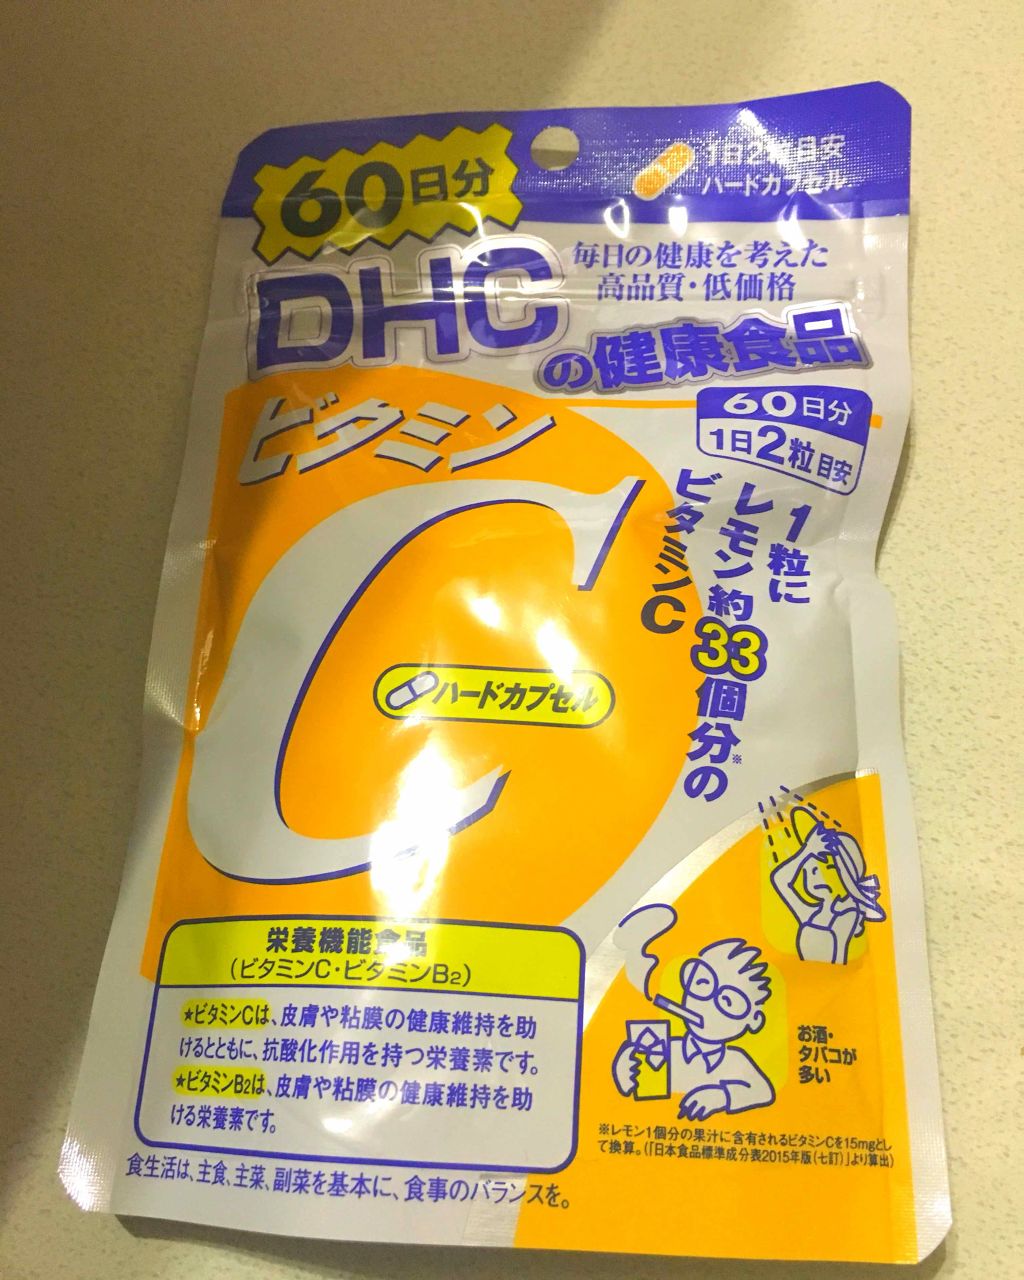 60日分
1日2粒目安
ハードカプセル
DHC
毎日の健康を考えた
高品質・低価格
の健康食品
ビタミン
C
60日分
1日2粒目安
1粒に
レモン約33個分の※
ビタミンC
ハードカプセル
栄養機能食品
(ビタミンC・ビタミンB2)
★ビタミンCは、皮膚や粘膜の健康維持を助
けるとともに、抗酸化作用を持つ栄養素です。
★ビタミンB2は、皮膚や粘膜の健康維持を助
ける栄養素です。
お酒・
タバコが
多い
※レモン1個分の果汁に含有されるビタミンCを15mgとし
て換算。(「日本食品標準成分表2015年版(七訂)」より算出)
食生活は、主食、主菜、副菜を基本に、食事のバランスを。